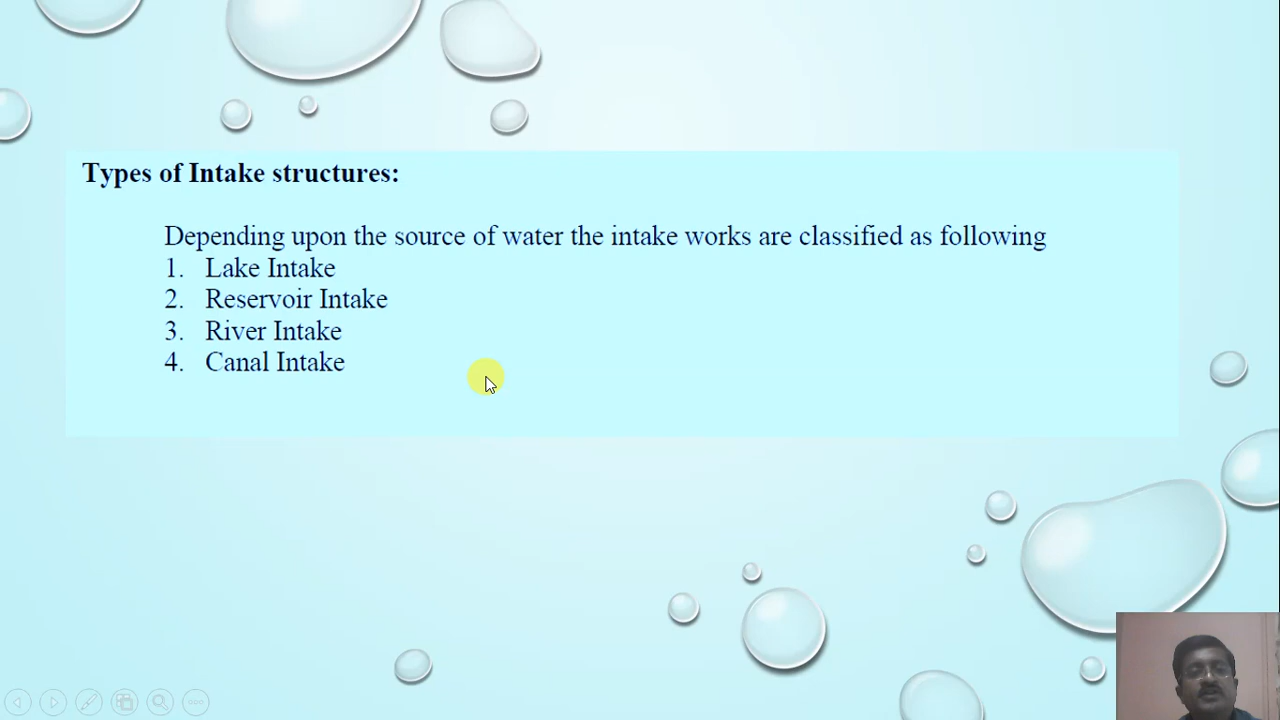 Types of Intake structures:
Depending upon the source of water the intake works are classified as following
1. Lake Intake
2. Reservoir Intake
3. River Intake
4. Canal Intake